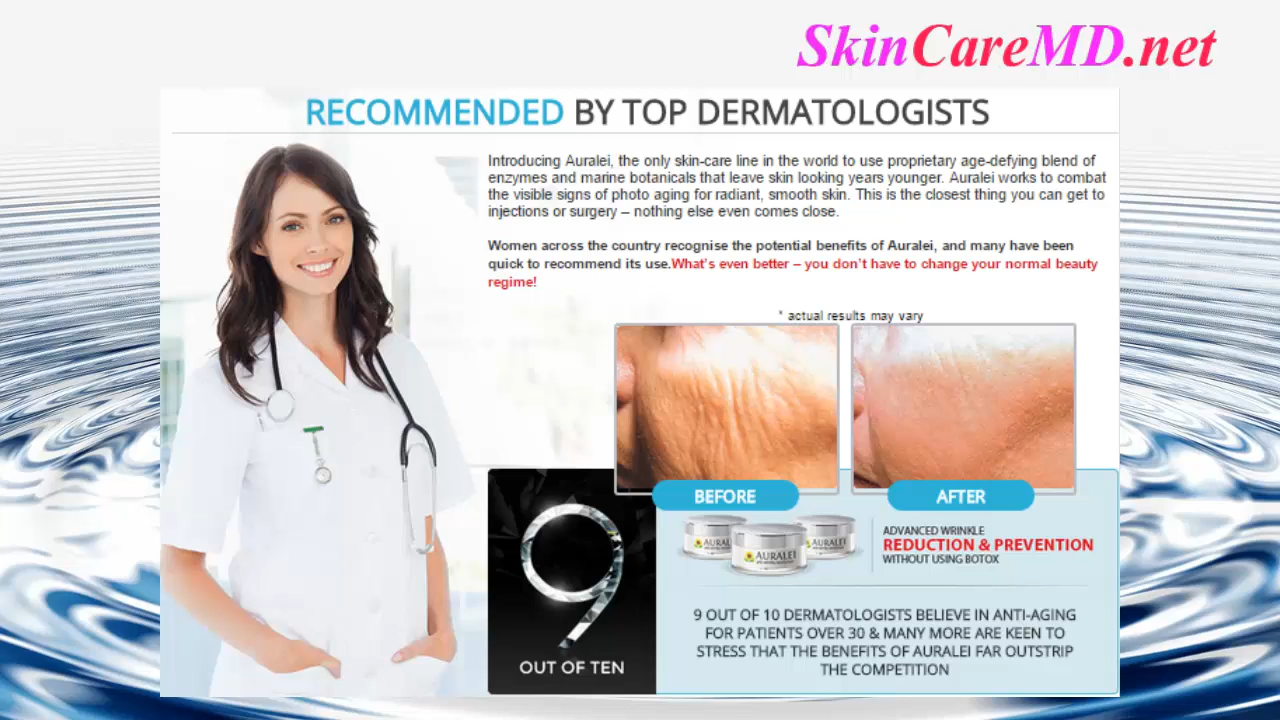 SkinCareMD.net
RECOMMENDED BY TOP DERMATOLOGISTS
Introducing Auralei, the only skin-care line in the world to use proprietary age-defying blend of
enzymes and marine botanicals that leave skin looking years younger. Auralei works to combat
the visible signs of photo aging for radiant, smooth skin. This is the closest thing you can get to
injections or surgery – nothing else even comes close.
Women across the country recognise the potential benefits of Auralei, and many have been
quick to recommend its use.What's even better – you don't have to change your normal beauty
regime!
* actual results may vary
BEFORE
AFTER
9
OUT OF TEN
AURALEI
AURALEI
AURALEI
ADVANCED WRINKLE
REDUCTION & PREVENTION
WITHOUT USING BOTOX
9 OUT OF 10 DERMATOLOGISTS BELIEVE IN ANTI-AGING
FOR PATIENTS OVER 30 & MANY MORE ARE KEEN TO
STRESS THAT THE BENEFITS OF AURALEI FAR OUTSTRIP
THE COMPETITION